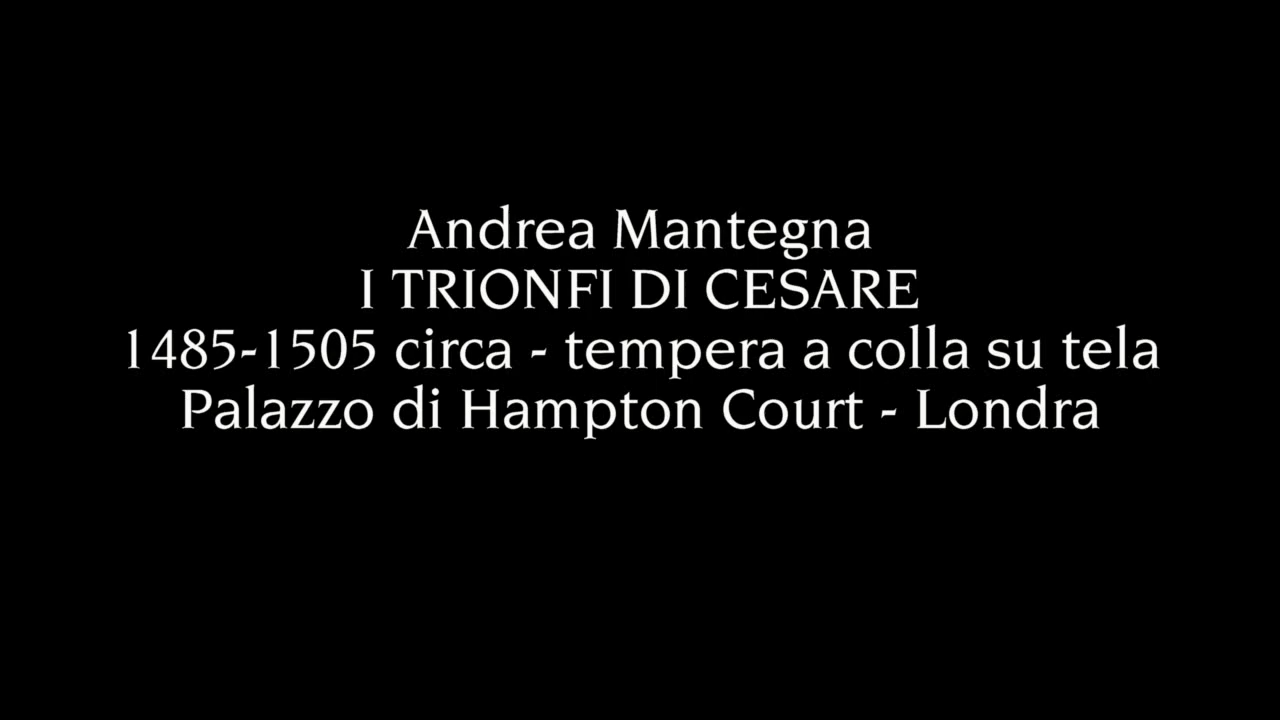 Andrea Mantegna
I TRIONFI DI CESARE
1485-1505 circa - tempera a colla su tela
Palazzo di Hampton Court - Londra